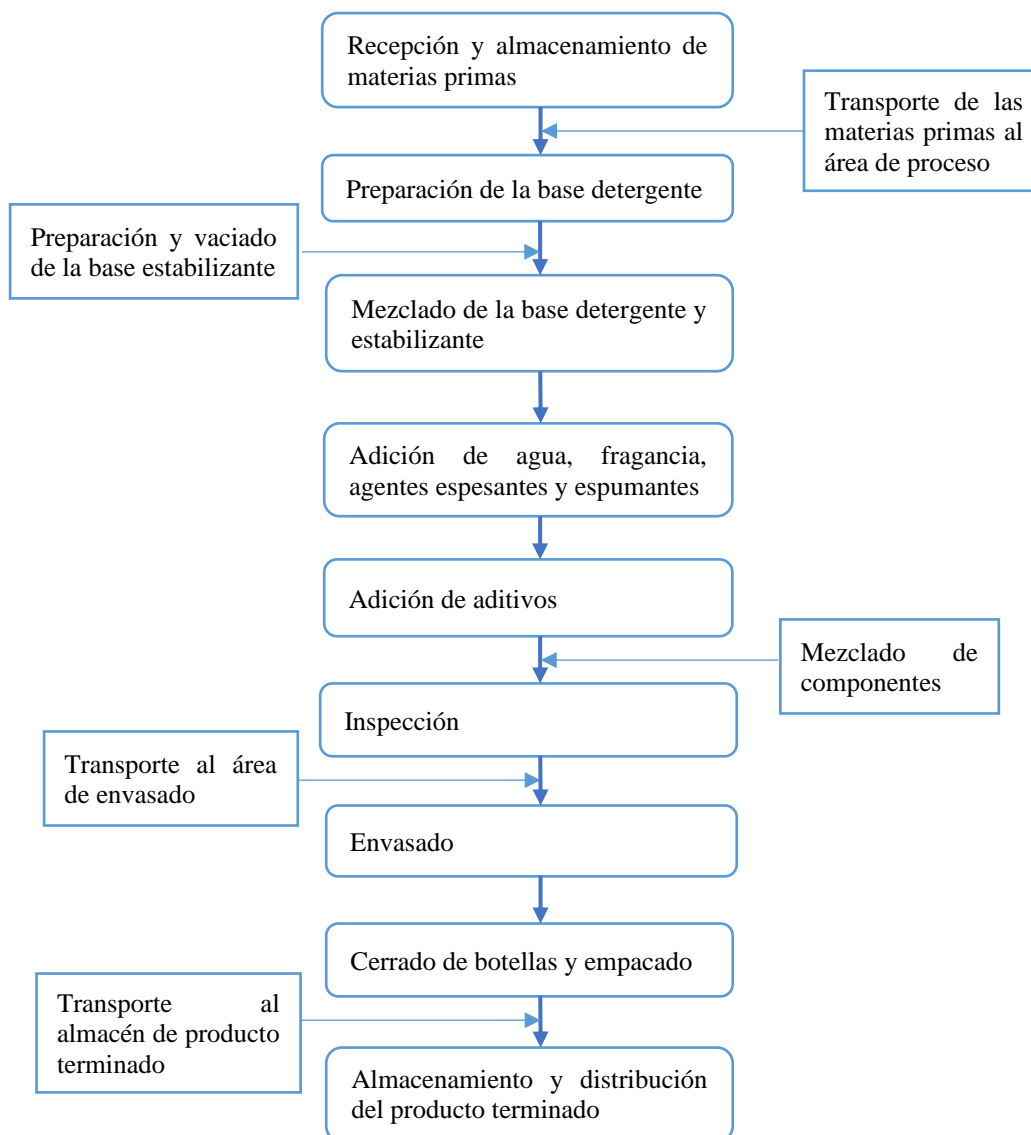 Recepción y almacenamiento de
materias primas
Transporte de las
materias primas al
área de proceso
Preparación de la base detergente
Preparación y vaciado
de la base estabilizante
Mezclado de la base detergente y
estabilizante
Adición de agua, fragancia,
agentes espesantes y espumantes
Adición de aditivos
Mezclado de
componentes
Inspección
Transporte al área
de envasado
Envasado
Cerrado de botellas y empacado
Transporte al
almacén de producto
terminado
Almacenamiento y distribución
del producto terminado